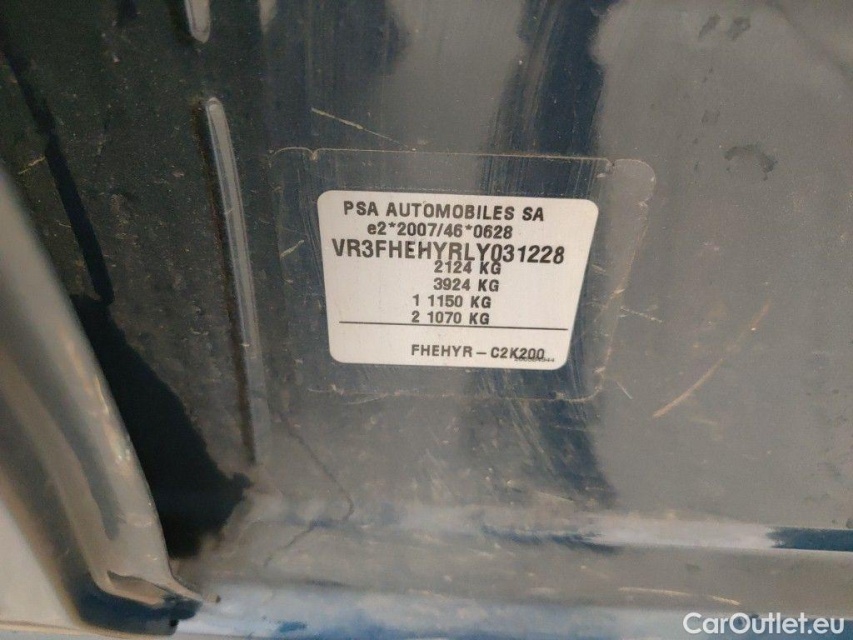 PSA AUTOMOBILES SA
e2*2007/46*0628
VR3FHEHYRLY031228
2124 KG
3924 KG
1 1150 KG
2 1070 KG
FHEHYR - C2K200
CarOutlet.eu